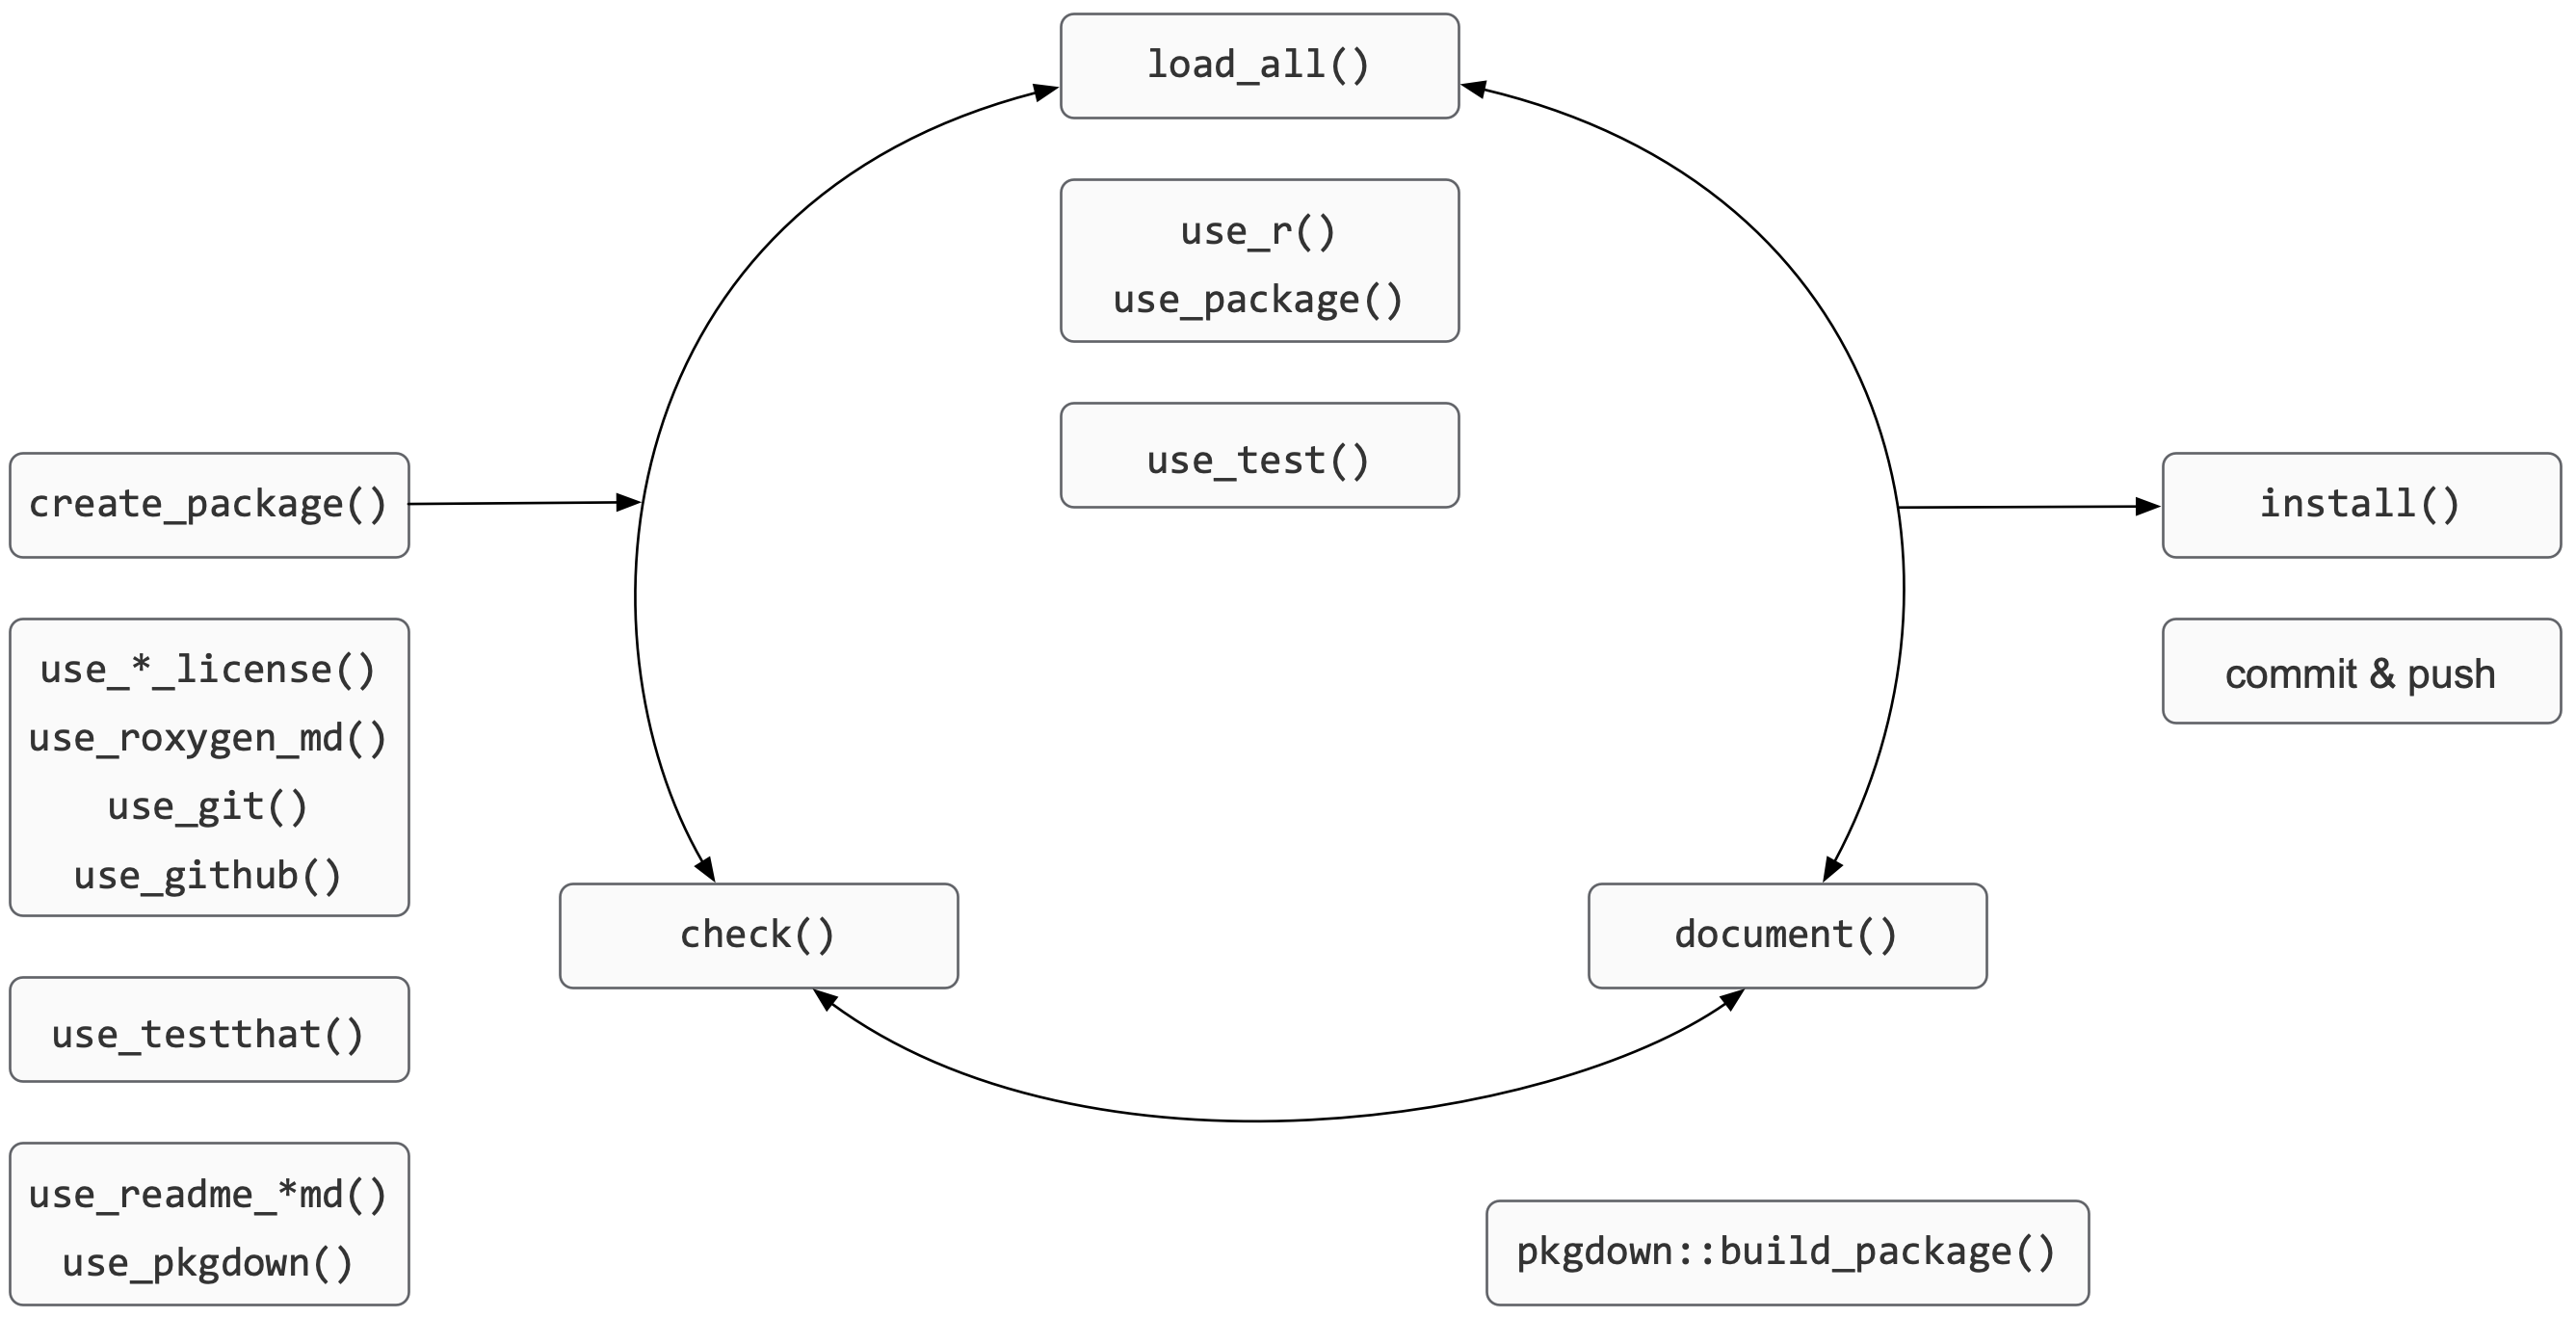 load_all()
use_r()
use_package()
use_test()
create_package()
install()
use_*_license()
use_roxygen_md()
use_git()
use_github()
commit & push
check()
document()
use_testthat()
use_readme_*md()
use_pkgdown()
pkgdown::build_package()